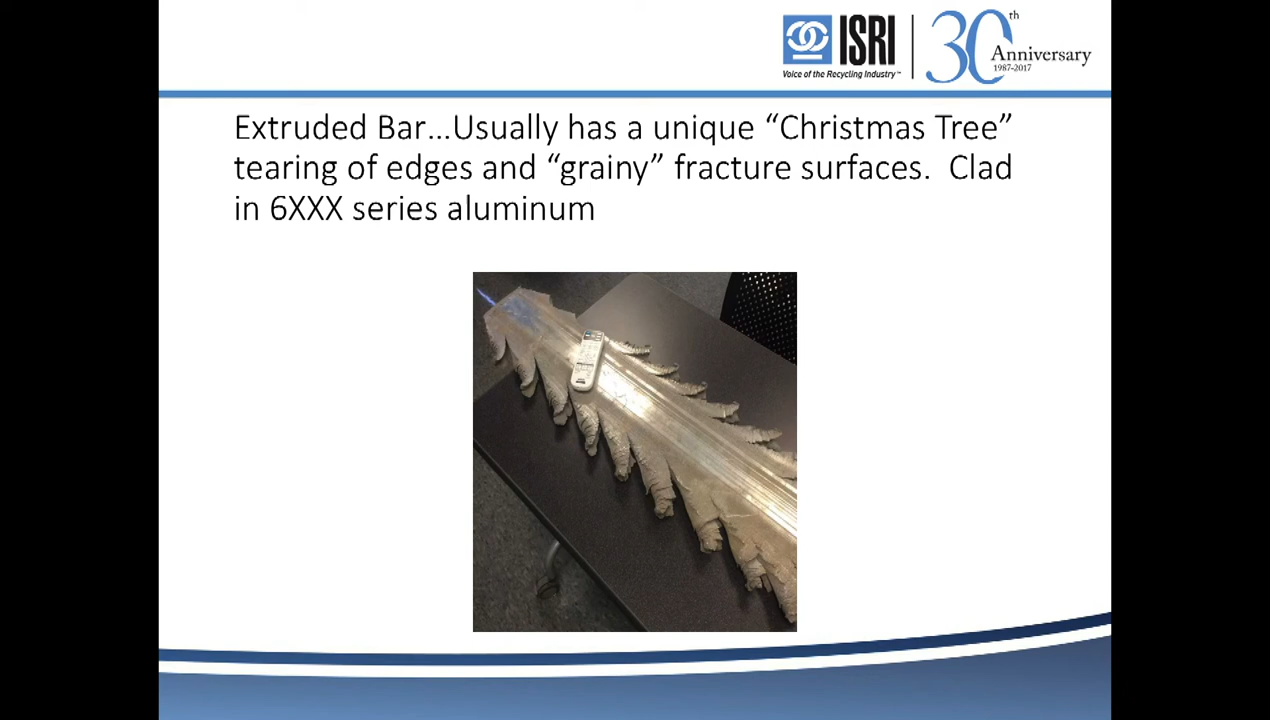 ISRI
Voice of the Recycling Industry™
30th
Anniversary
1987-2017
Extruded Bar...Usually has a unique “Christmas Tree”
tearing of edges and “grainy” fracture surfaces.  Clad
in 6XXX series aluminum